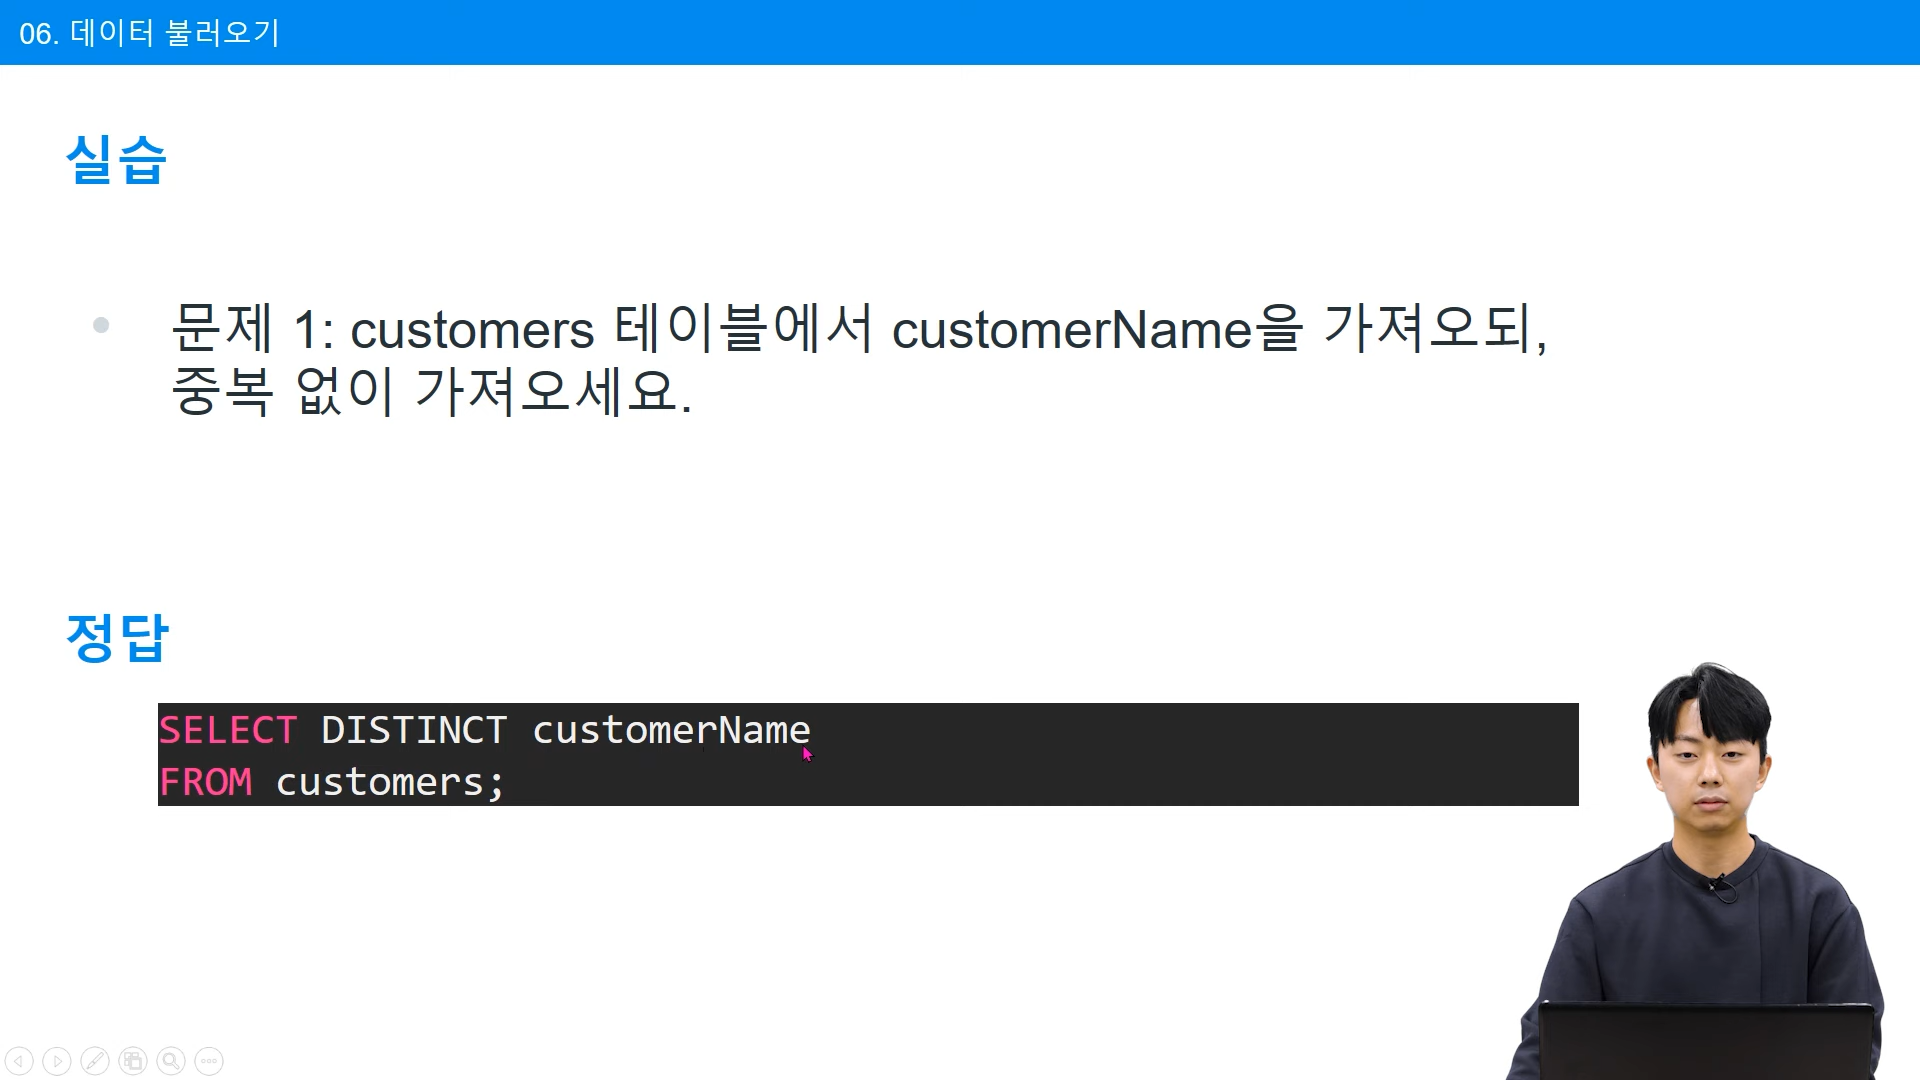 06. 데이터 불러오기
실습
문제 1: customers 테이블에서 customerName을 가져오되,
중복 없이 가져오세요.
정답
SELECT DISTINCT customerName
FROM customers;